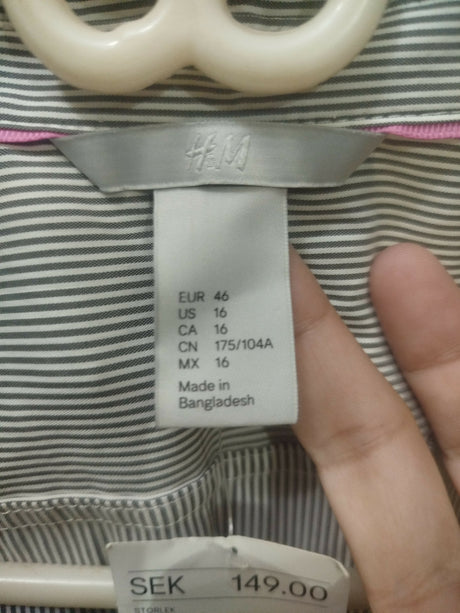 H&M
EUR 46
US 16
CA 16
CN 175/104A
MX 16
Made in
Bangladesh
SEK 149.00
STORLEK